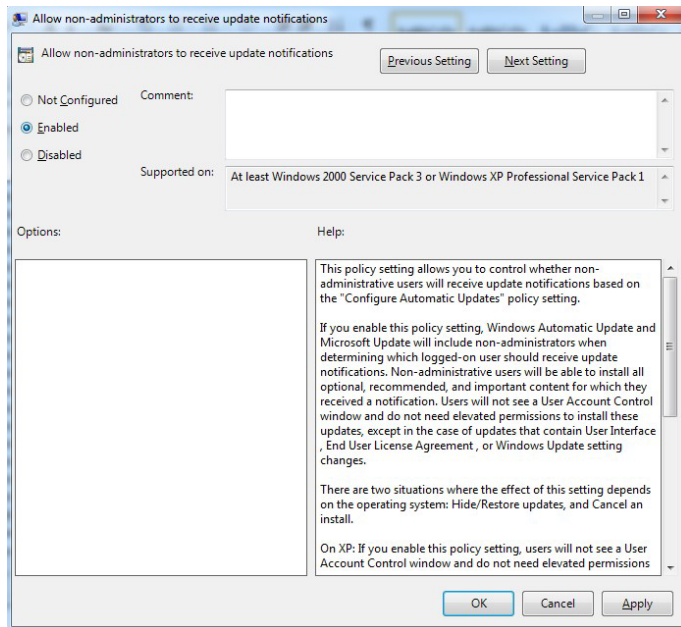 Allow non-administrators to receive update notifications
Allow non-administrators to receive update notifications
Previous Setting
Next Setting
Not Configured
Comment:
Enabled
Disabled
Supported on:
At least Windows 2000 Service Pack 3 or Windows XP Professional Service Pack 1
Options:
Help:
This policy setting allows you to control whether non-
administrative users will receive update notifications based on
the "Configure Automatic Updates" policy setting.
If you enable this policy setting, Windows Automatic Update and
Microsoft Update will include non-administrators when
determining which logged-on user should receive update
notifications. Non-administrative users will be able to install all
optional, recommended, and important content for which they
received a notification. Users will not see a User Account Control
window and do not need elevated permissions to install these
updates, except in the case of updates that contain User Interface
, End User License Agreement , or Windows Update setting
changes.
There are two situations where the effect of this setting depends
on the operating system: Hide/Restore updates, and Cancel an
install.
On XP: If you enable this policy setting, users will not see a User
Account Control window and do not need elevated permissions
OK
Cancel
Apply